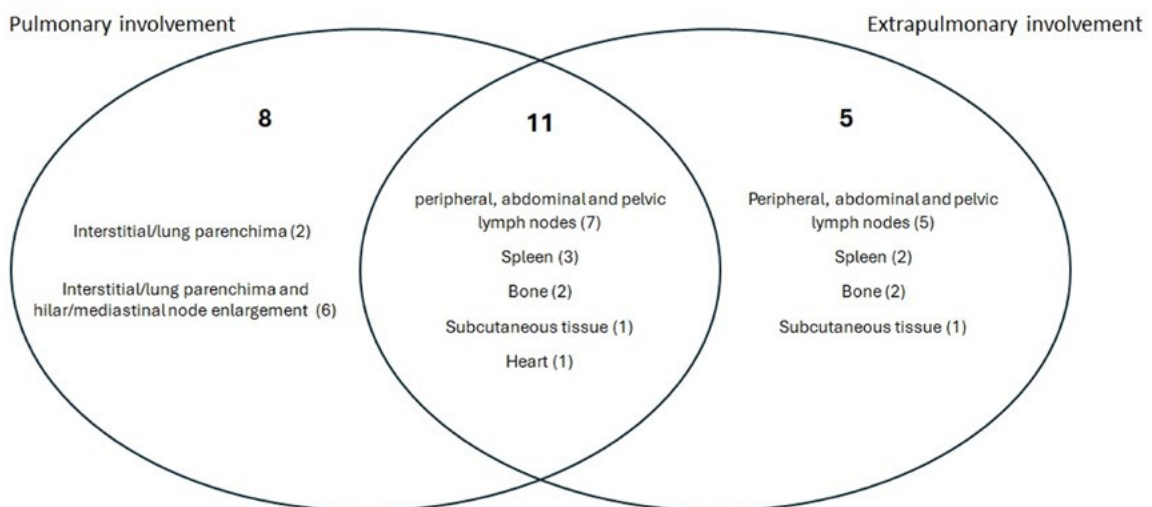 Pulmonary involvement
Extrapulmonary involvement
8
Interstitial/lung parenchima (2)
Interstitial/lung parenchima and
hilar/mediastinal node enlargement (6)
11
peripheral, abdominal and pelvic
lymph nodes (7)
Spleen (3)
Bone (2)
Subcutaneous tissue (1)
Heart (1)
5
Peripheral, abdominal and pelvic
lymph nodes (5)
Spleen (2)
Bone (2)
Subcutaneous tissue (1)